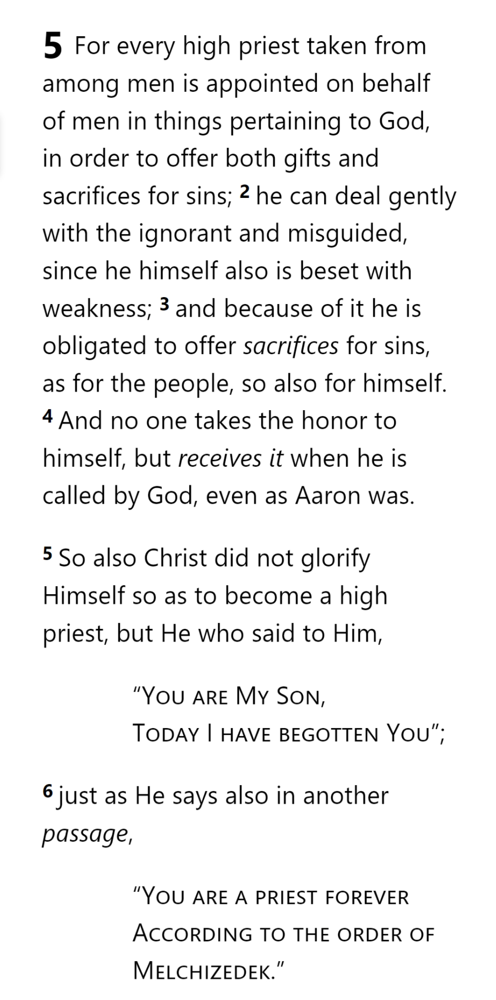 5 For every high priest taken from
among men is appointed on behalf
of men in things pertaining to God,
in order to offer both gifts and
sacrifices for sins; 2 he can deal gently
with the ignorant and misguided,
since he himself also is beset with
weakness; 3 and because of it he is
obligated to offer sacrifices for sins,
as for the people, so also for himself.
4 And no one takes the honor to
himself, but receives it when he is
called by God, even as Aaron was.
5 So also Christ did not glorify
Himself so as to become a high
priest, but He who said to Him,
“You are My Son,
Today I have begotten You”;
6 just as He says also in another
passage,
“You are a priest forever
According to the order of
Melchizedek.”